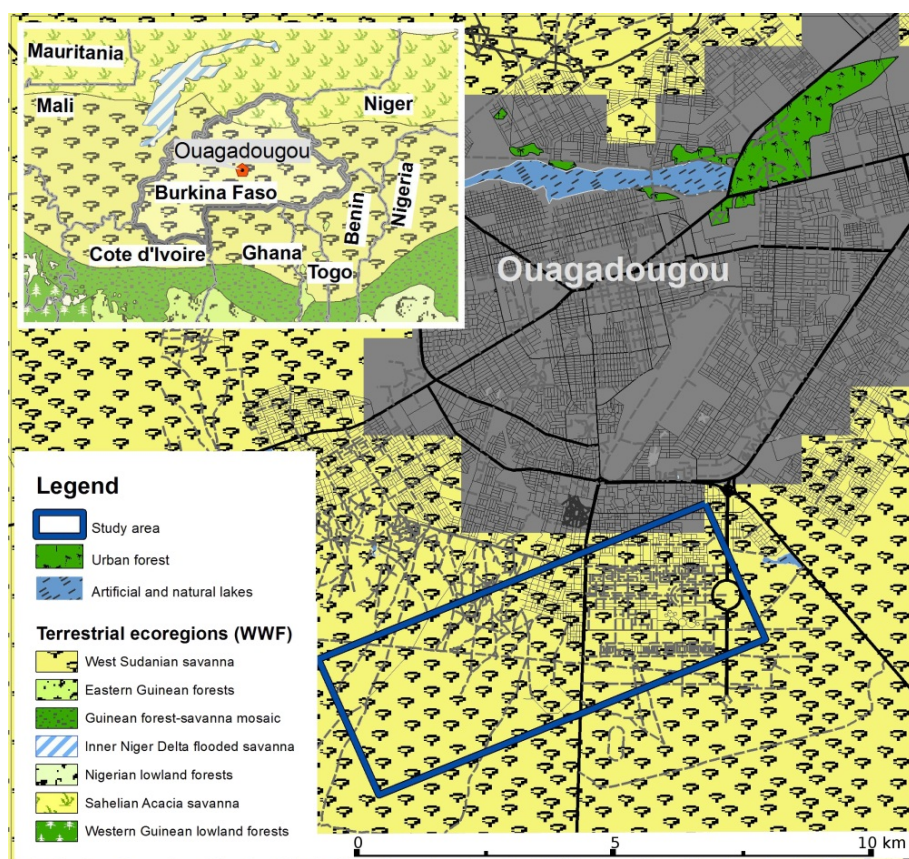 Mauritania
Mali
Niger
Ouagadougou
Burkina Faso
Benin
Nigeria
Cote d'Ivoire
Ghana
Togo
Ouagadougou
Legend
Study area
Urban forest
Artificial and natural lakes
Terrestrial ecoregions (WWF)
West Sudanian savanna
Eastern Guinean forests
Guinean forest-savanna mosaic
Inner Niger Delta flooded savanna
Nigerian lowland forests
Sahelian Acacia savanna
Western Guinean lowland forests
0 5 10 km